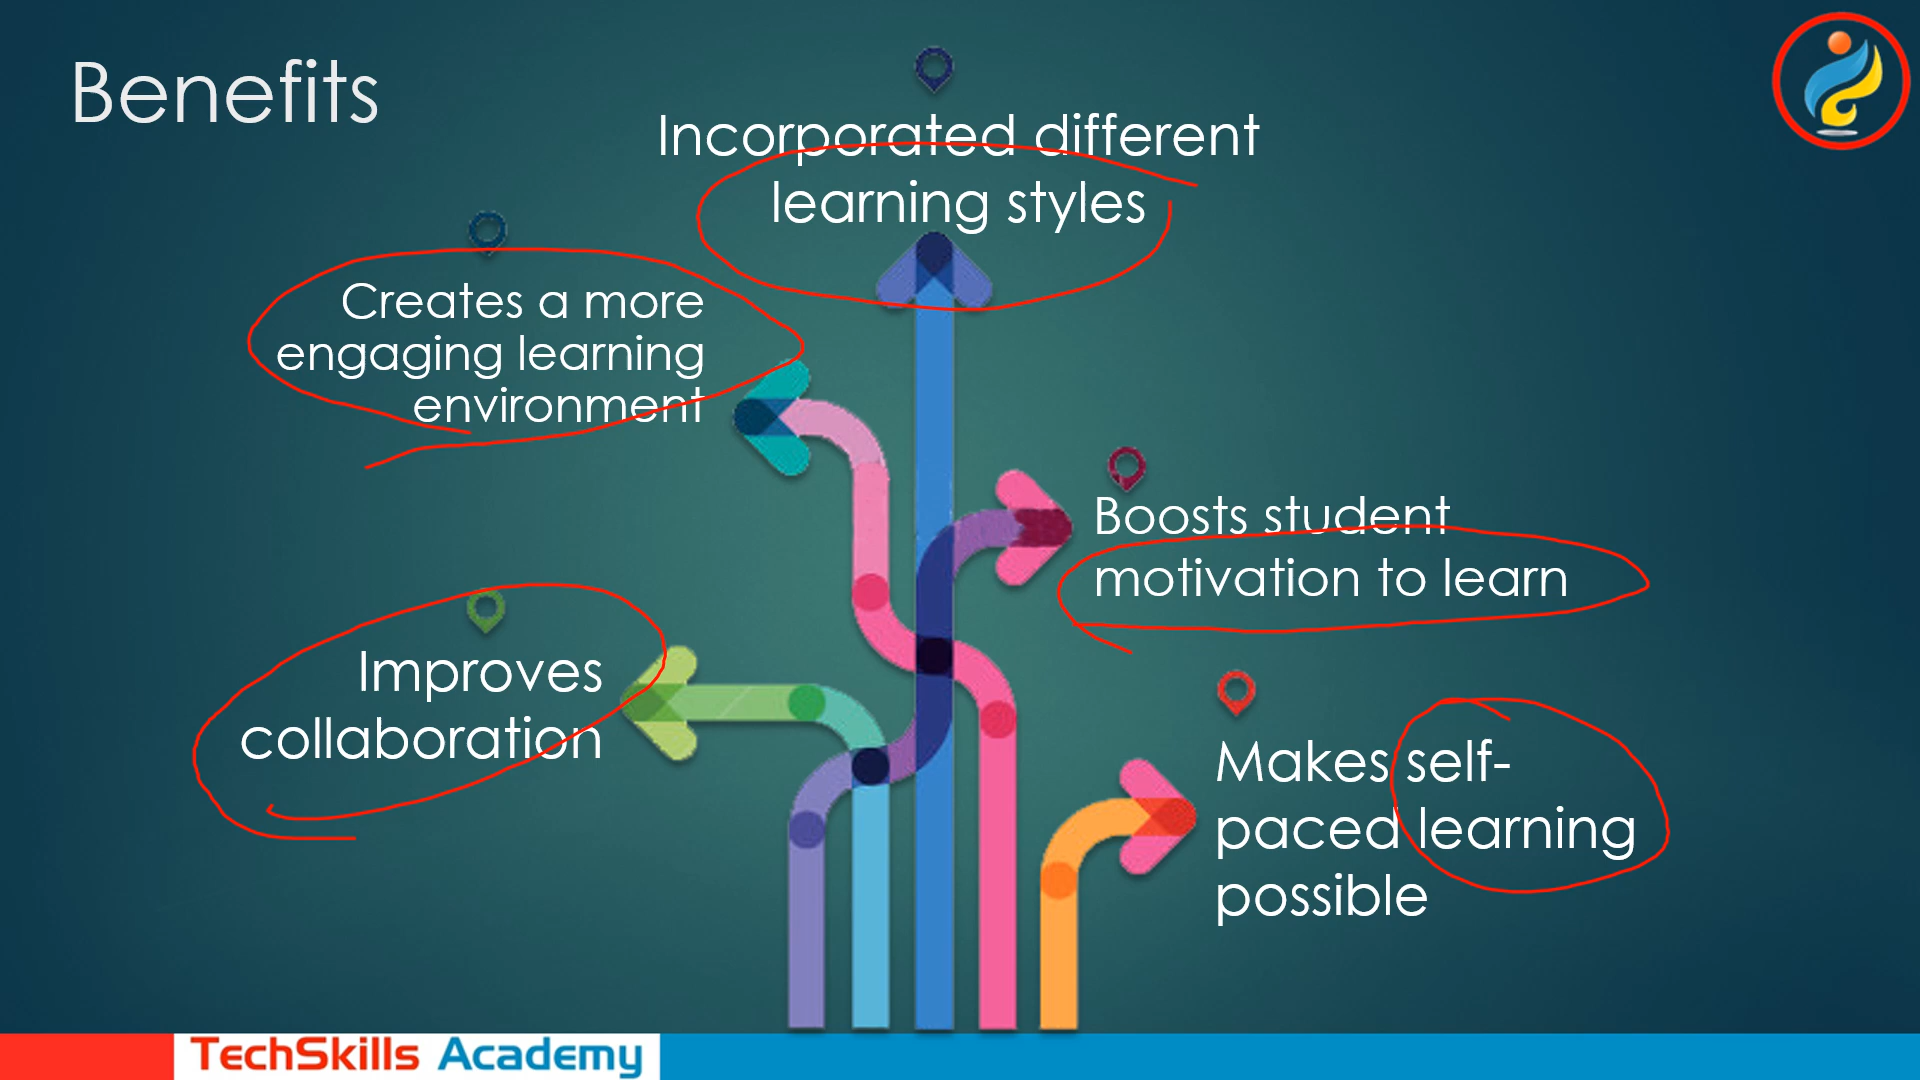 Benefits
Incorporated different
learning styles
Creates a more
engaging learning
environment
Boosts student
motivation to learn
Improves
collaboration
Makes self-
paced learning
possible
TechSkills Academy